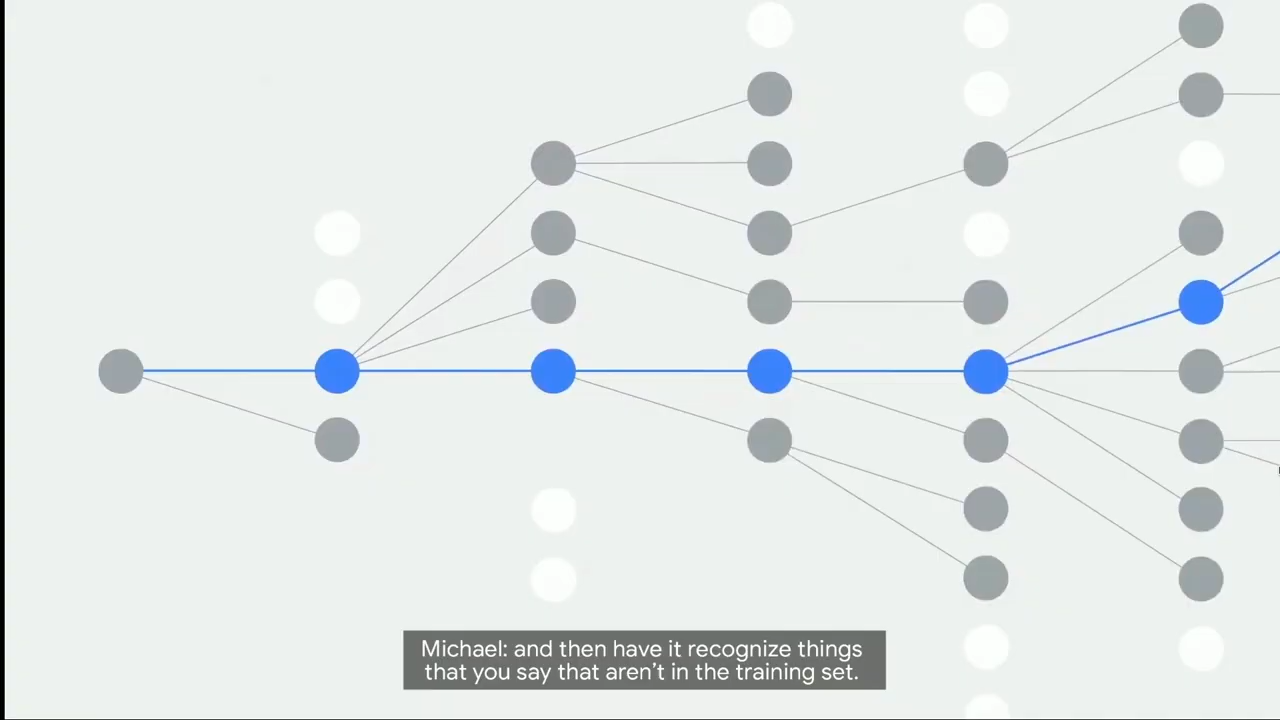 Michael: and then have it recognize things
that you say that aren’t in the training set.